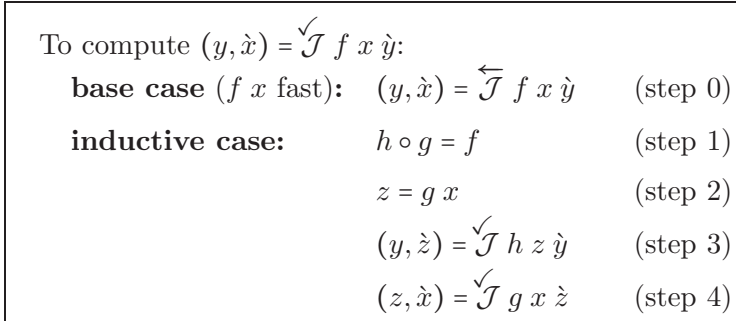 To compute (y, x̀) = 𝒥̌ f x ỳ:
base case (f x fast): (y, x̀) = 𝒥⃖ f x ỳ (step 0)
inductive case: h ∘ g = f (step 1)
z = g x (step 2)
(y, z̀) = 𝒥̌ h z ỳ (step 3)
(z, x̀) = 𝒥̌ g x z̀ (step 4)